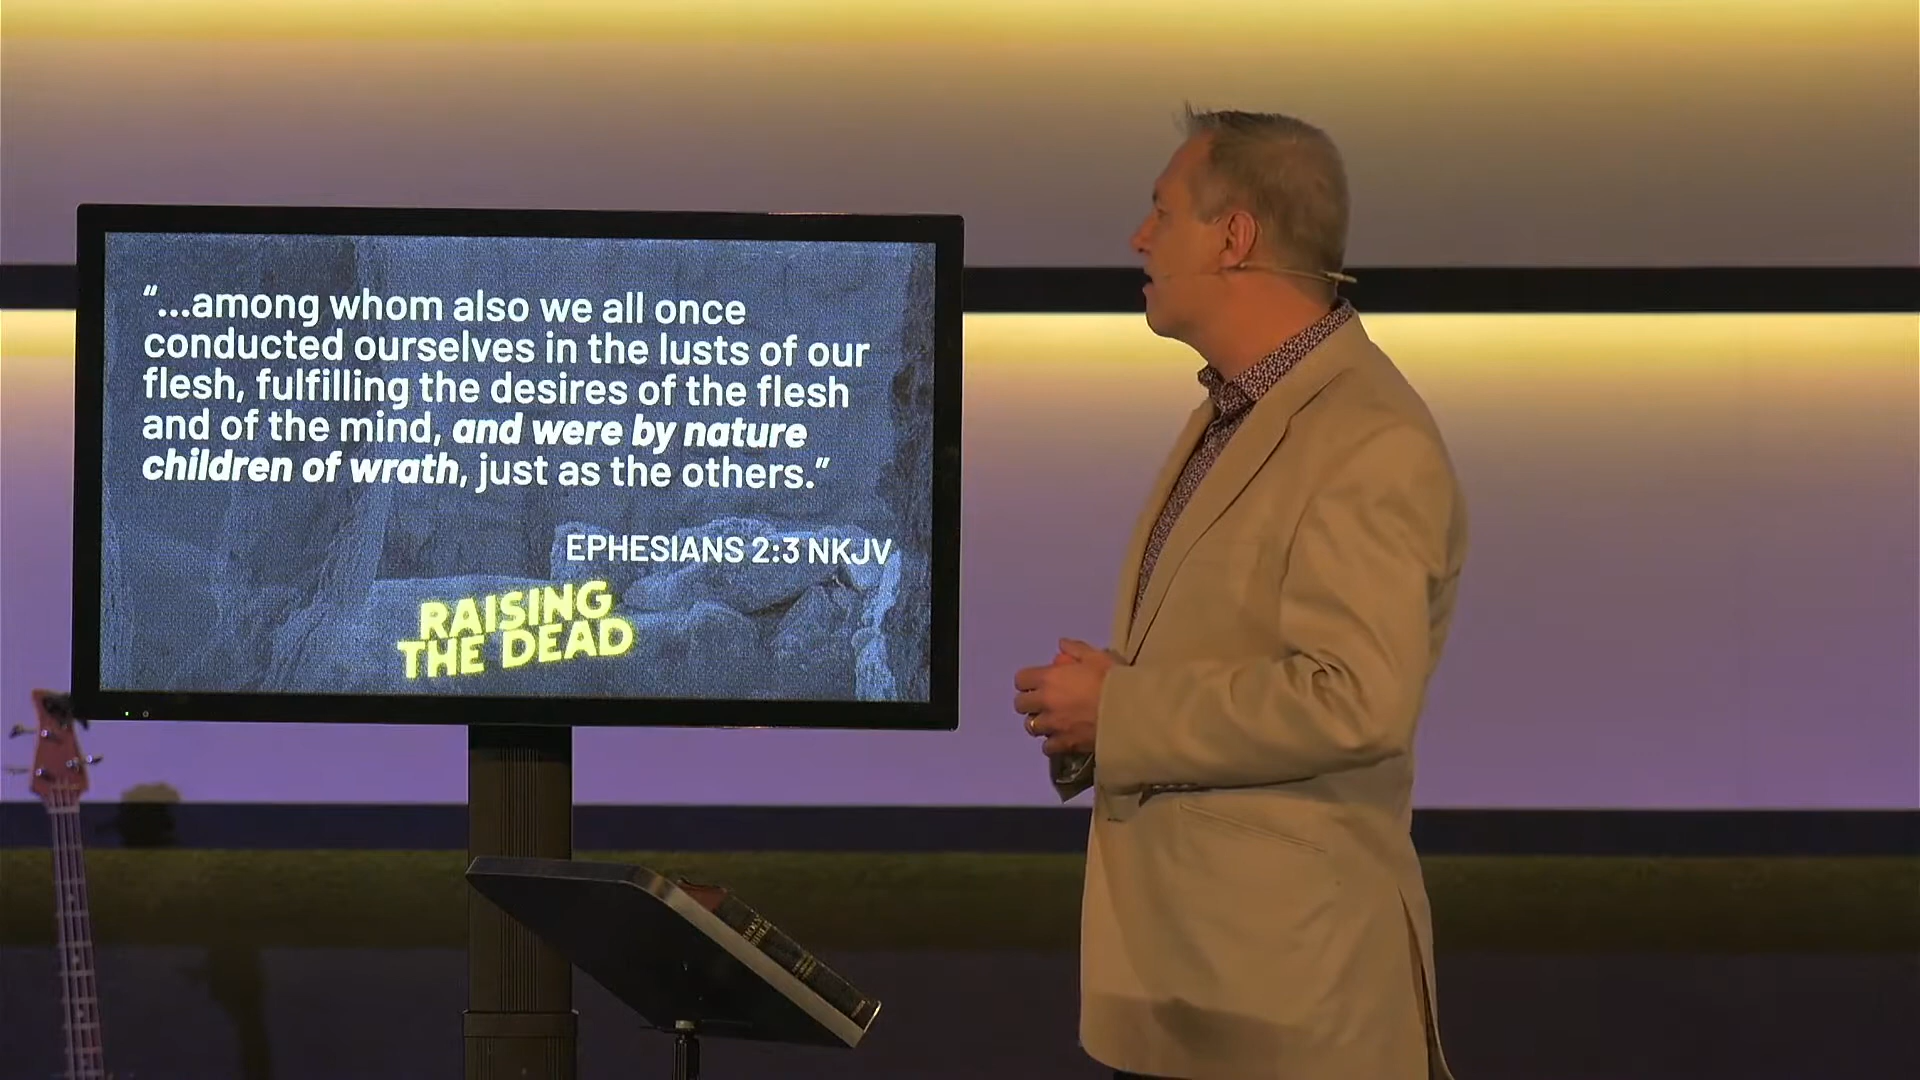 “...among whom also we all once
conducted ourselves in the lusts of our
flesh, fulfilling the desires of the flesh
and of the mind, and were by nature
children of wrath, just as the others.”
EPHESIANS 2:3 NKJV
RAISING
THE DEAD
HOLY
BIBLE